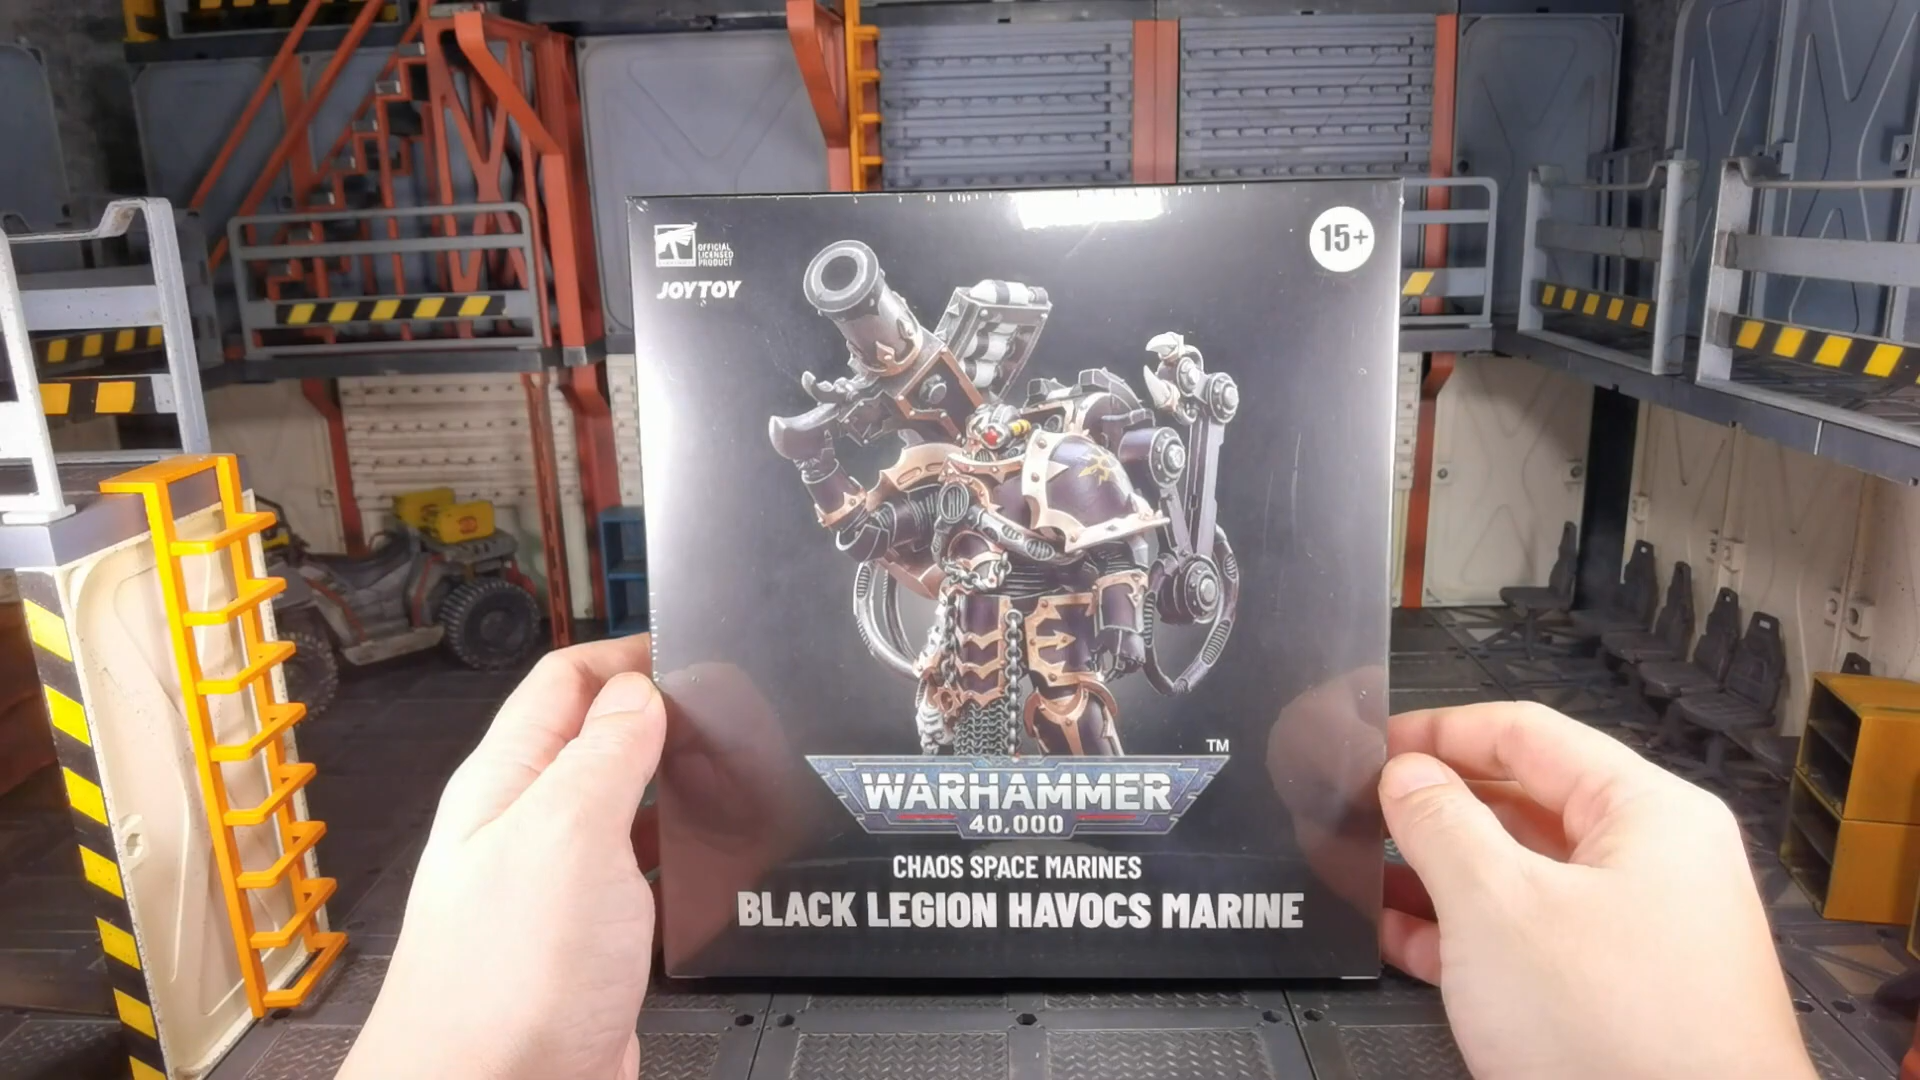 OFFICIAL
LICENSED
PRODUCT
JOYTOY
15+
TM
WARHAMMER
40,000
CHAOS SPACE MARINES
BLACK LEGION HAVOCS MARINE